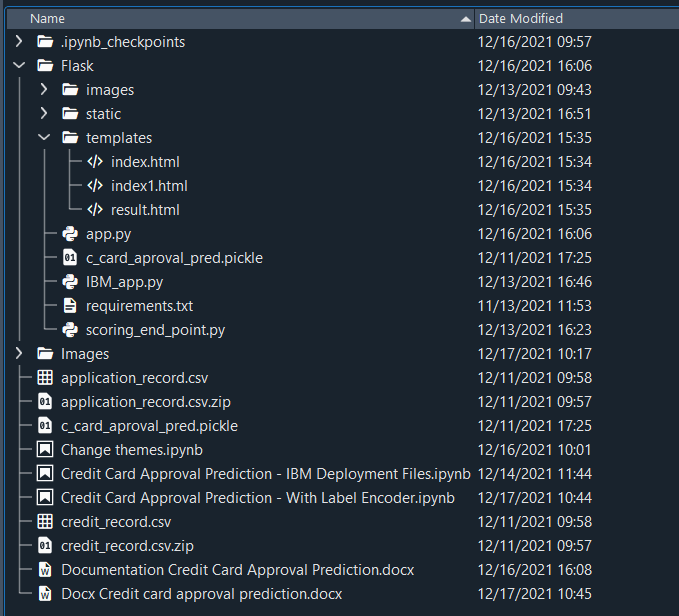 Name Date Modified
.ipynb_checkpoints 12/16/2021 09:57
Flask 12/16/2021 16:06
images 12/13/2021 09:43
static 12/13/2021 16:51
templates 12/16/2021 15:35
index.html 12/16/2021 15:34
index1.html 12/16/2021 15:34
result.html 12/16/2021 15:35
app.py 12/16/2021 16:06
c_card_aproval_pred.pickle 12/11/2021 17:25
IBM_app.py 12/13/2021 16:46
requirements.txt 11/13/2021 11:53
scoring_end_point.py 12/13/2021 16:23
Images 12/17/2021 10:17
application_record.csv 12/11/2021 09:58
application_record.csv.zip 12/11/2021 09:57
c_card_aproval_pred.pickle 12/11/2021 17:25
Change themes.ipynb 12/16/2021 10:01
Credit Card Approval Prediction - IBM Deployment Files.ipynb 12/14/2021 11:44
Credit Card Approval Prediction - With Label Encoder.ipynb 12/17/2021 10:44
credit_record.csv 12/11/2021 09:58
credit_record.csv.zip 12/11/2021 09:57
Documentation Credit Card Approval Prediction.docx 12/16/2021 16:08
Docx Credit card approval prediction.docx 12/17/2021 10:45